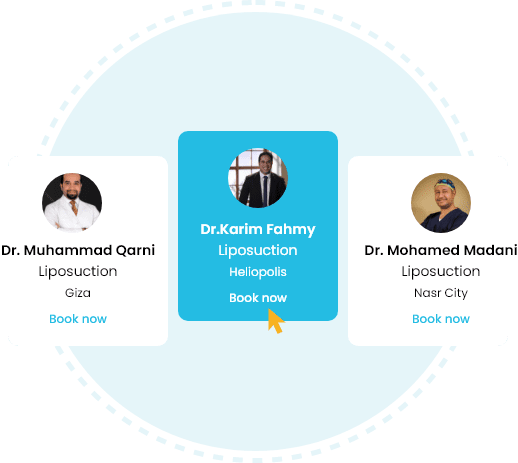 Dr. Muhammad Qarni
Liposuction
Giza
Book now
Dr.Karim Fahmy
Liposuction
Heliopolis
Book now
Dr. Mohamed Madani
Liposuction
Nasr City
Book now